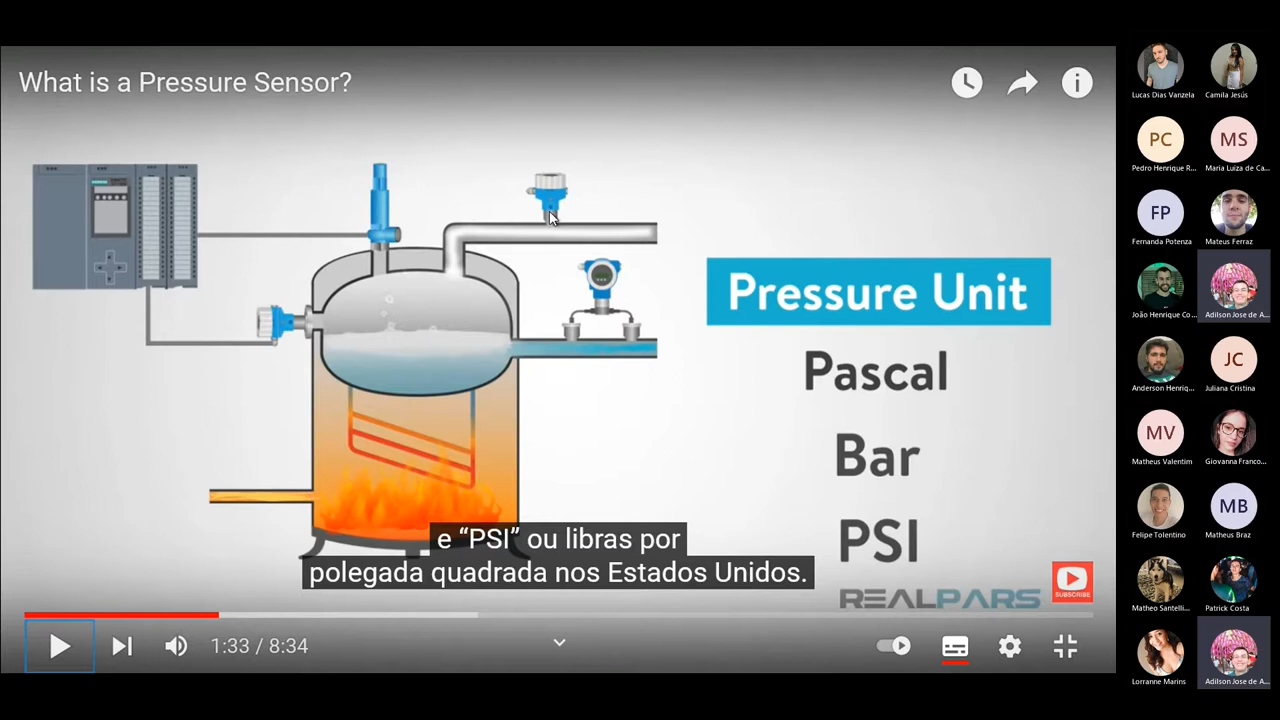 What is a Pressure Sensor?
Pressure Unit
Pascal
Bar
PSI
e “PSI” ou libras por
polegada quadrada nos Estados Unidos.
REALPARS
SUBSCRIBE
1:33 / 8:34
Lucas Dias Vanzela
Camila Jesús
PC
Pedro Henrique R...
MS
Maria Luiza de Ca...
FP
Fernanda Potenza
Mateus Ferraz
João Henrique Co...
Adilson Jose de A...
Anderson Henriq...
JC
Juliana Cristina
MV
Matheus Valentim
Giovanna Franco...
Felipe Tolentino
MB
Matheus Braz
Matheo Santelli...
Patrick Costa
Lorranne Marins
Adilson Jose de A...